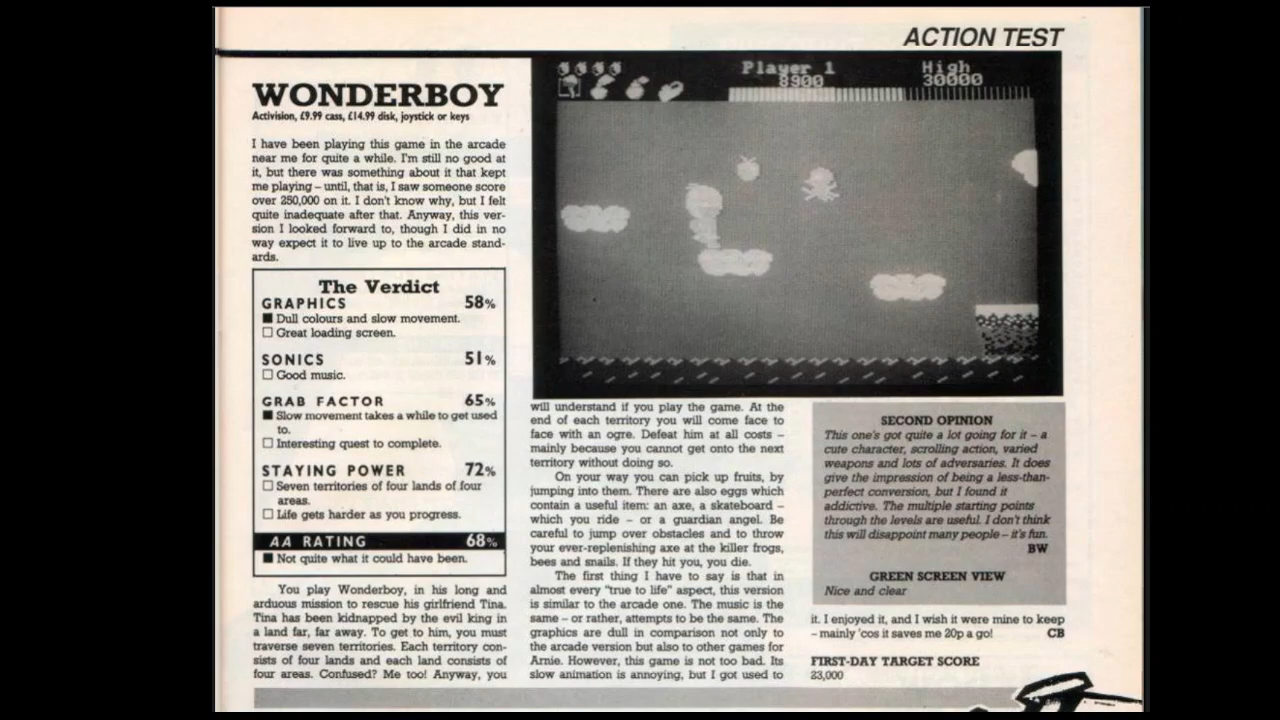 ACTION TEST
WONDERBOY
Activision, £9.99 cass, £14.99 disk, joystick or keys
I have been playing this game in the arcade
near me for quite a while. I'm still no good at
it, but there was something about it that kept
me playing – until, that is, I saw someone score
over 250,000 on it. I don't know why, but I felt
quite inadequate after that. Anyway, this ver-
sion I looked forward to, though I did in no
way expect it to live up to the arcade stand-
ards.
The Verdict
GRAPHICS 58%
Dull colours and slow movement.
Great loading screen.
SONICS 51%
Good music.
GRAB FACTOR 65%
Slow movement takes a while to get used
to.
Interesting quest to complete.
STAYING POWER 72%
Seven territories of four lands of four
areas.
Life gets harder as you progress.
AA RATING 68%
Not quite what it could have been.
You play Wonderboy, in his long and
arduous mission to rescue his girlfriend Tina.
Tina has been kidnapped by the evil king in
a land far, far away. To get to him, you must
traverse seven territories. Each territory con-
sists of four lands and each land consists of
four areas. Confused? Me too! Anyway, you
Player 1 High
8900 30000
will understand if you play the game. At the
end of each territory you will come face to
face with an ogre. Defeat him at all costs –
mainly because you cannot get onto the next
territory without doing so.
On your way you can pick up fruits, by
jumping into them. There are also eggs which
contain a useful item: an axe, a skateboard –
which you ride – or a guardian angel. Be
careful to jump over obstacles and to throw
your ever-replenishing axe at the killer frogs,
bees and snails. If they hit you, you die.
The first thing I have to say is that in
almost every "true to life" aspect, this version
is similar to the arcade one. The music is the
same – or rather, attempts to be the same. The
graphics are dull in comparison not only to
the arcade version but also to other games for
Arnie. However, this game is not too bad. Its
slow animation is annoying, but I got used to
SECOND OPINION
This one's got quite a lot going for it – a
cute character, scrolling action, varied
weapons and lots of adversaries. It does
give the impression of being a less-than-
perfect conversion, but I found it
addictive. The multiple starting points
through the levels are useful. I don't think
this will disappoint many people – it's fun.
BW
GREEN SCREEN VIEW
Nice and clear
it. I enjoyed it, and I wish it were mine to keep
– mainly 'cos it saves me 20p a go! CB
FIRST-DAY TARGET SCORE
23,000